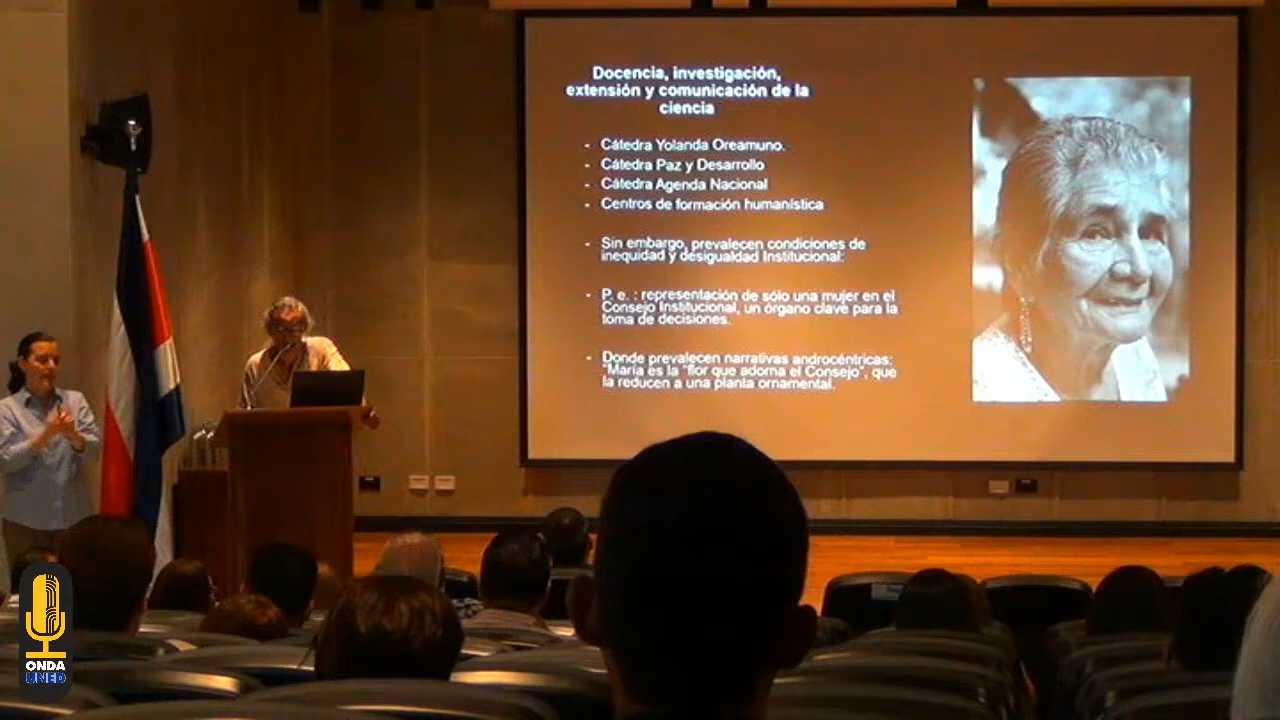 Docencia, investigación,
extensión y comunicación de la
ciencia
- Cátedra Yolanda Oreamuno.
- Cátedra Paz y Desarrollo
- Cátedra Agenda Nacional
- Centros de formación humanística
- Sin embargo, prevalecen condiciones de
inequidad y desigualdad Institucional:
- P. e. : representación de sólo una mujer en el
Consejo Institucional, un órgano clave para la
toma de decisiones.
- Donde prevalecen narrativas androcéntricas:
"María es la "flor que adorna el Consejo", que
la reducen a una planta ornamental.
ONDA
UNED